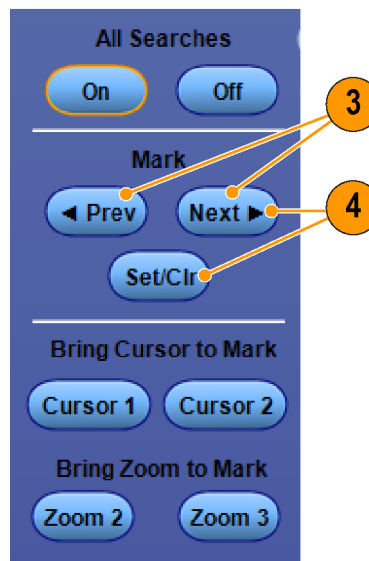 All Searches
On Off
3
Mark
◄ Prev Next ►
4
Set/Clr
Bring Cursor to Mark
Cursor 1 Cursor 2
Bring Zoom to Mark
Zoom 2 Zoom 3